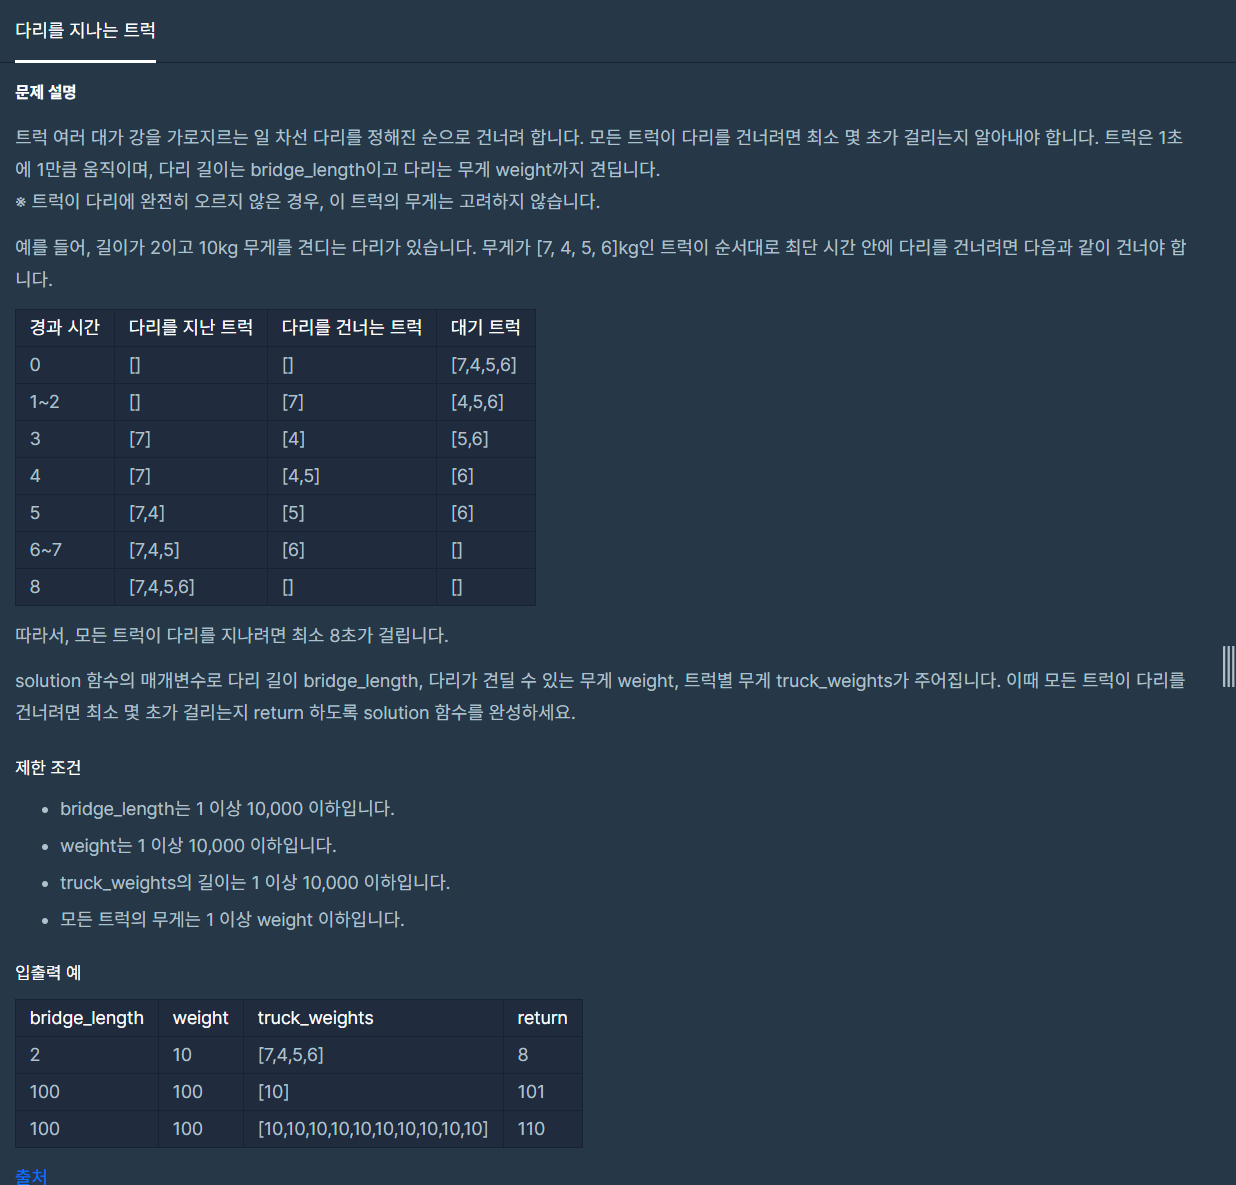 다리를 지나는 트럭
문제 설명
트럭 여러 대가 강을 가로지르는 일 차선 다리를 정해진 순으로 건너려 합니다. 모든 트럭이 다리를 건너려면 최소 몇 초가 걸리는지 알아내야 합니다. 트럭은 1초
에 1만큼 움직이며, 다리 길이는 bridge_length이고 다리는 무게 weight까지 견딥니다.
※ 트럭이 다리에 완전히 오르지 않은 경우, 이 트럭의 무게는 고려하지 않습니다.
예를 들어, 길이가 2이고 10kg 무게를 견디는 다리가 있습니다. 무게가 [7, 4, 5, 6]kg인 트럭이 순서대로 최단 시간 안에 다리를 건너려면 다음과 같이 건너야 합
니다.
경과 시간 다리를 지난 트럭 다리를 건너는 트럭 대기 트럭
0 [] [] [7,4,5,6]
1~2 [] [7] [4,5,6]
3 [7] [4] [5,6]
4 [7] [4,5] [6]
5 [7,4] [5] [6]
6~7 [7,4,5] [6] []
8 [7,4,5,6] [] []
따라서, 모든 트럭이 다리를 지나려면 최소 8초가 걸립니다.
solution 함수의 매개변수로 다리 길이 bridge_length, 다리가 견딜 수 있는 무게 weight, 트럭별 무게 truck_weights가 주어집니다. 이때 모든 트럭이 다리를
건너려면 최소 몇 초가 걸리는지 return 하도록 solution 함수를 완성하세요.
제한 조건
• bridge_length는 1 이상 10,000 이하입니다.
• weight는 1 이상 10,000 이하입니다.
• truck_weights의 길이는 1 이상 10,000 이하입니다.
• 모든 트럭의 무게는 1 이상 weight 이하입니다.
입출력 예
bridge_length weight truck_weights return
2 10 [7,4,5,6] 8
100 100 [10] 101
100 100 [10,10,10,10,10,10,10,10,10,10] 110
출처